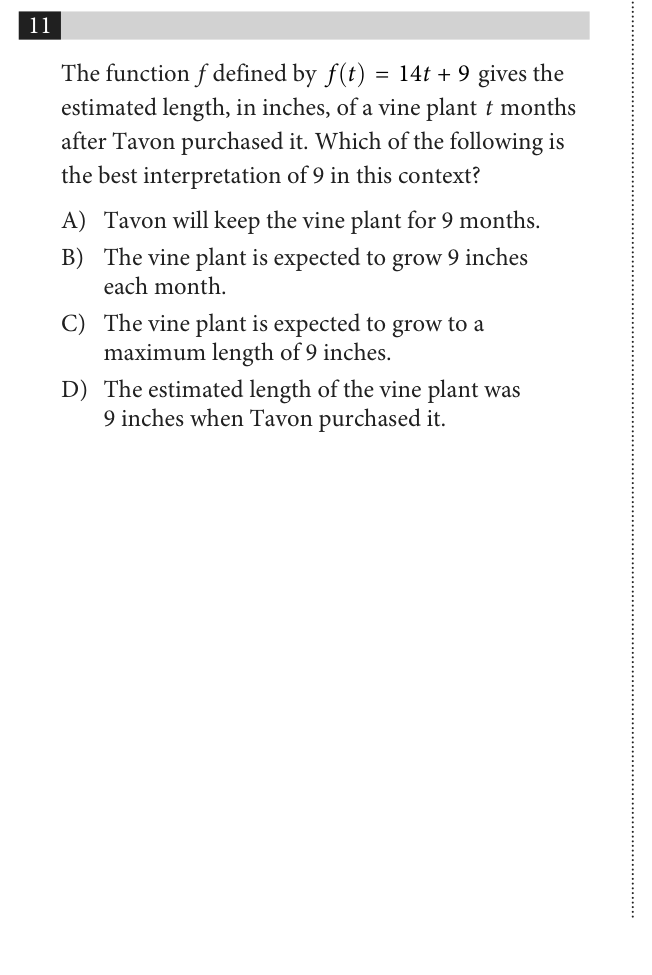 11
The function f defined by f(t) = 14t + 9 gives the
estimated length, in inches, of a vine plant t months
after Tavon purchased it. Which of the following is
the best interpretation of 9 in this context?
A) Tavon will keep the vine plant for 9 months.
B) The vine plant is expected to grow 9 inches
each month.
C) The vine plant is expected to grow to a
maximum length of 9 inches.
D) The estimated length of the vine plant was
9 inches when Tavon purchased it.